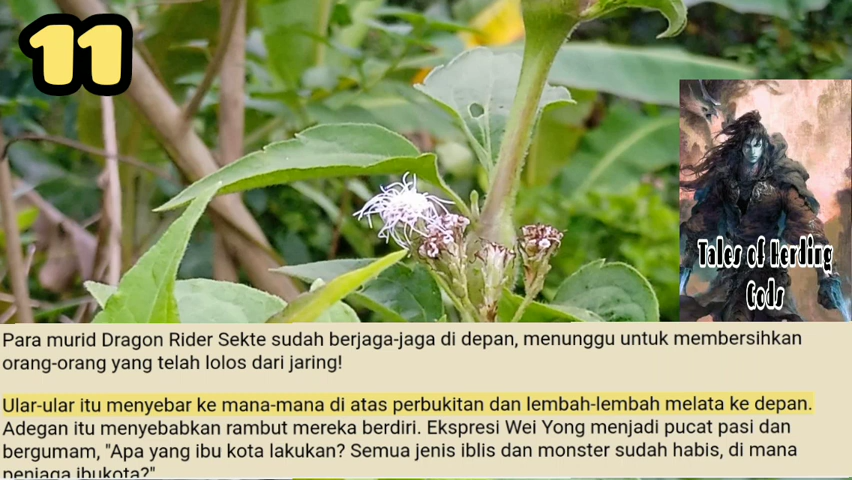 11
Tales of Herding
Gods
Para murid Dragon Rider Sekte sudah berjaga-jaga di depan, menunggu untuk membersihkan
orang-orang yang telah lolos dari jaring!
Ular-ular itu menyebar ke mana-mana di atas perbukitan dan lembah-lembah melata ke depan.
Adegan itu menyebabkan rambut mereka berdiri. Ekspresi Wei Yong menjadi pucat pasi dan
bergumam, "Apa yang ibu kota lakukan? Semua jenis iblis dan monster sudah habis, di mana
penjaga ibukota?"